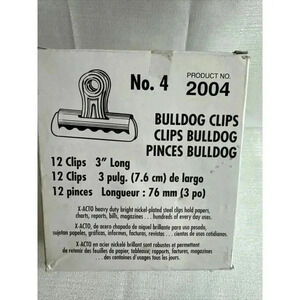 PRODUCT NO.
No. 4 2004
BULLDOG CLIPS
CLIPS BULLDOG
PINCES BULLDOG
12 Clips 3" Long
12 Clips 3 pulg. (7.6 cm) de largo
12 pinces Longueur : 76 mm (3 po)
X-ACTO heavy duty bright nickel-plated steel clips hold papers,
charts, reports, bills, magazines . . . hundreds of every day uses.
X-ACTO, de acero chapado de niquel brillante para uso pesado,
sujetan papeles, gráficas, informes, facturas, revistas . . . cientos de usos cotidianos.
X-ACTO en acier nickelé brillant sont robustes et permettent
de retenir des feuilles de papier, tableaux, rapports, factures, magazines
...des centaines d'usages tous les jours.